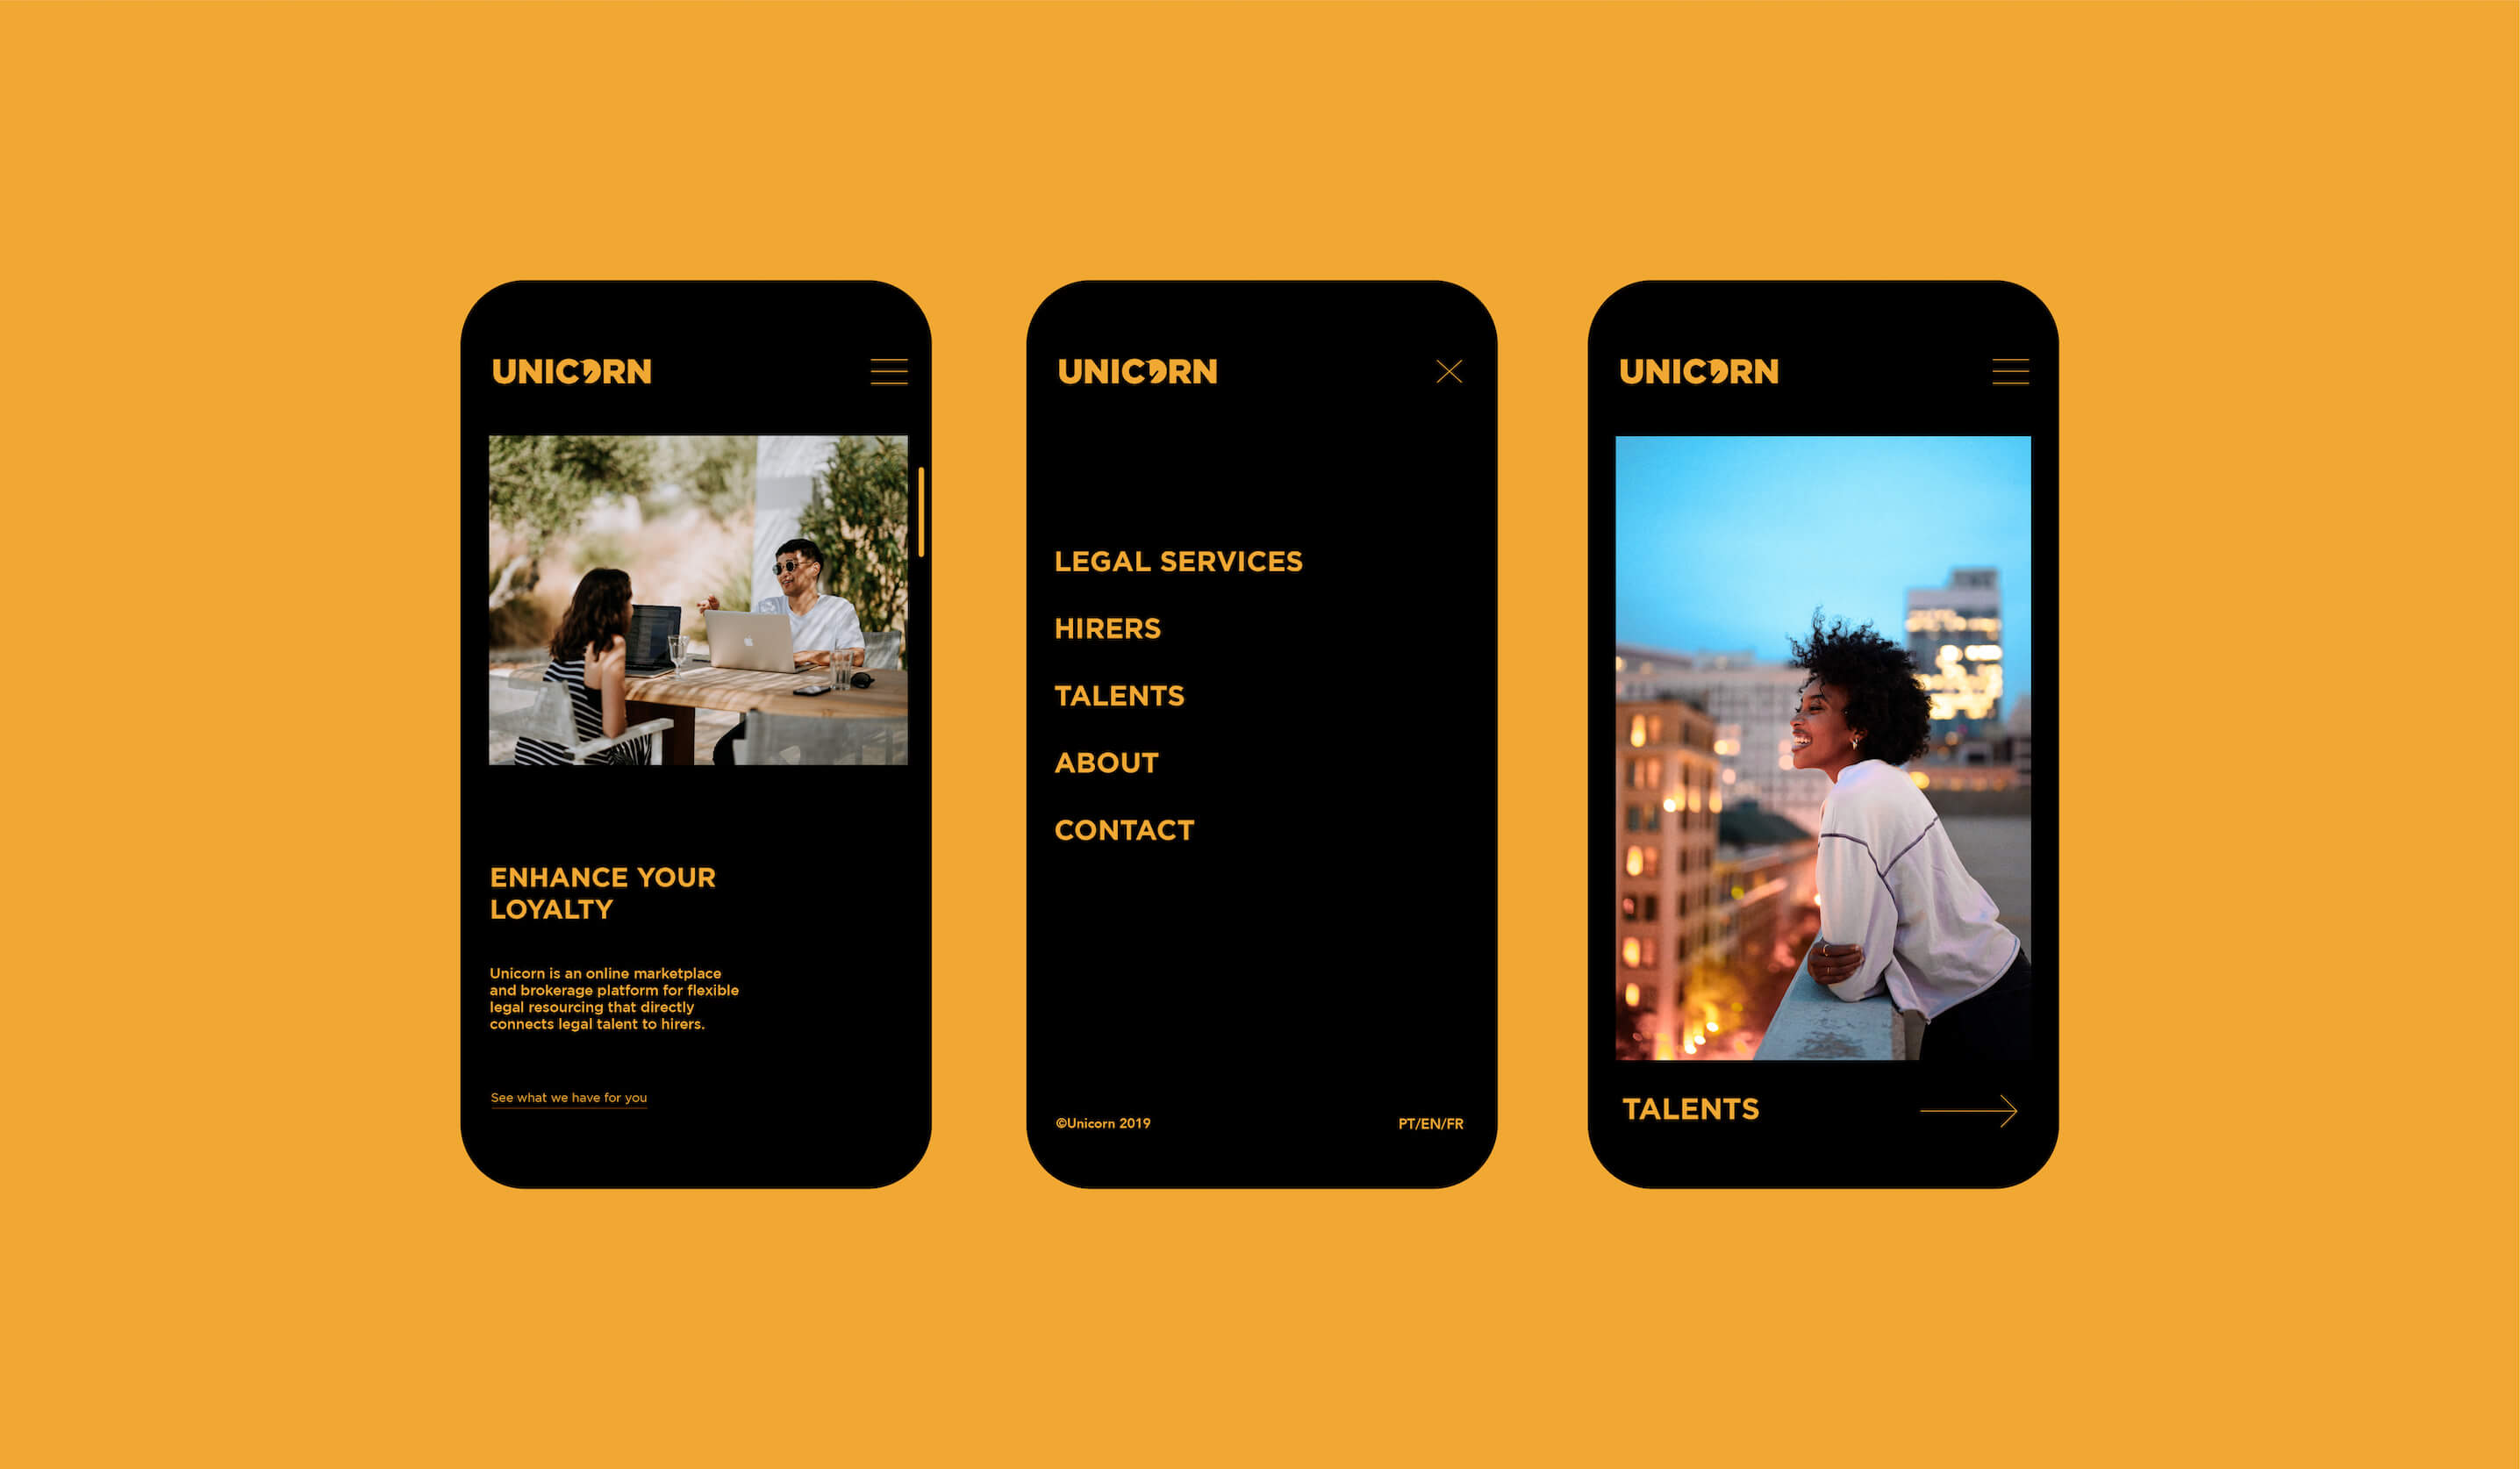 UNICORN
ENHANCE YOUR
LOYALTY
Unicorn is an online marketplace
and brokerage platform for flexible
legal resourcing that directly
connects legal talent to hirers.
See what we have for you
UNICORN
LEGAL SERVICES
HIRERS
TALENTS
ABOUT
CONTACT
©Unicorn 2019
PT/EN/FR
UNICORN
TALENTS